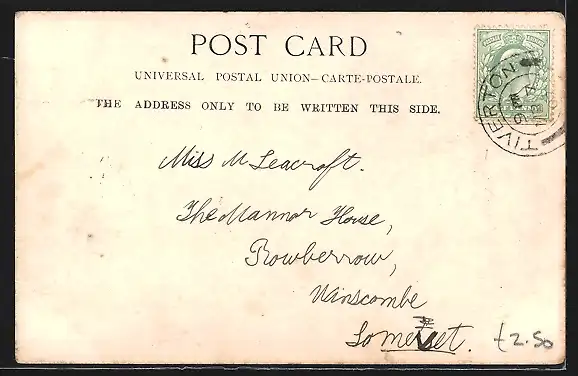 POST CARD
UNIVERSAL POSTAL UNION—CARTE-POSTALE.
THE ADDRESS ONLY TO BE WRITTEN THIS SIDE.
TIVERTON
Miss M Leacroft.
The Mannor House,
Rowberrow,
Winscombe
Somerset.
£2.50